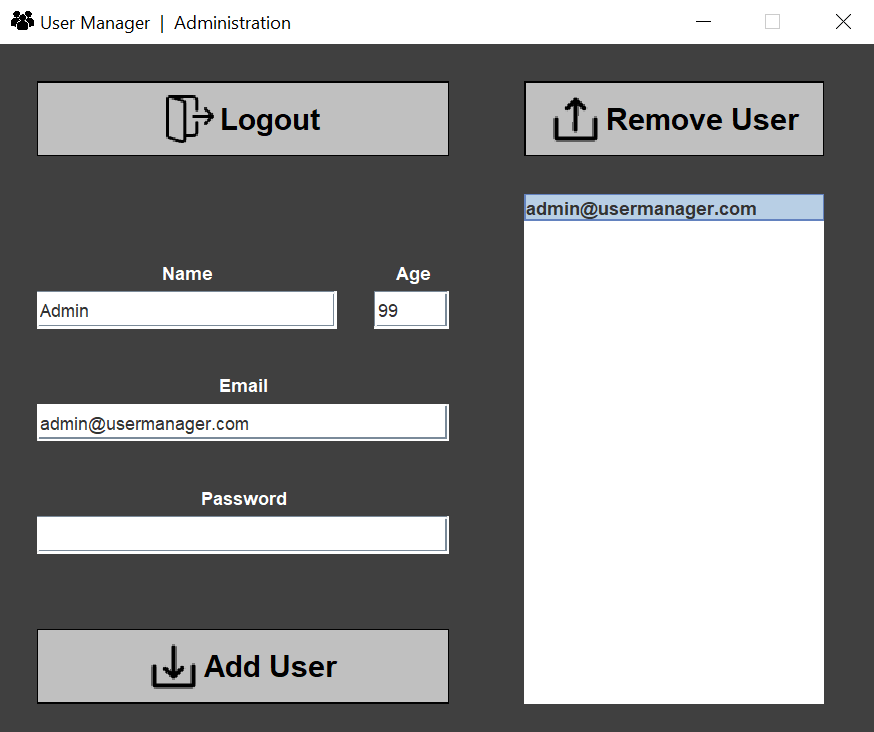 User Manager | Administration
Logout
Remove User
admin@usermanager.com
Name
Age
Admin
99
Email
admin@usermanager.com
Password
Add User